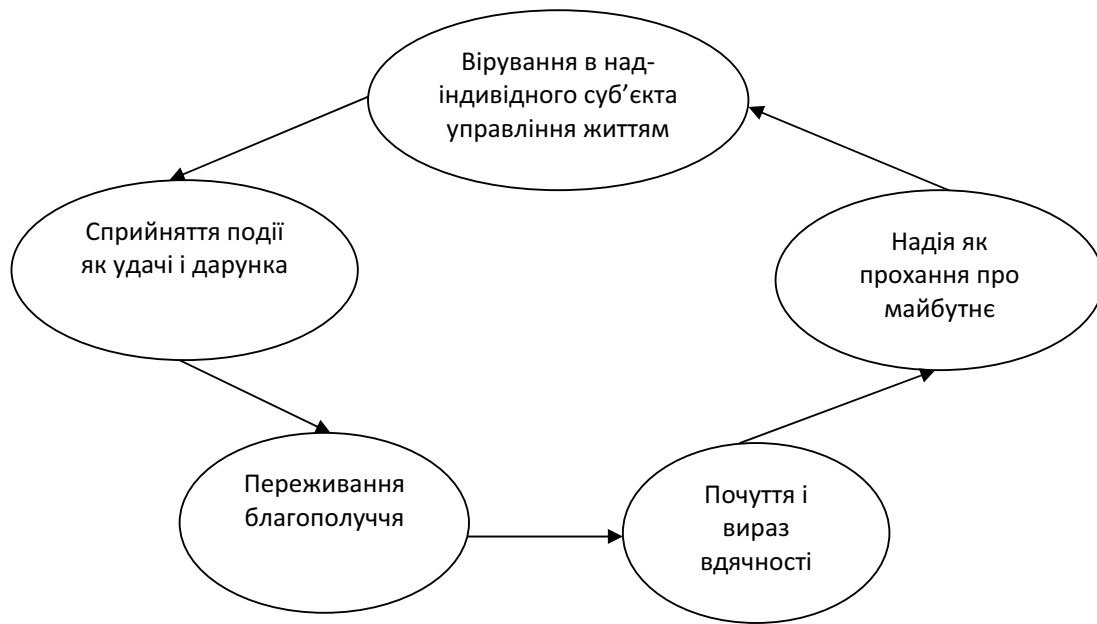 Вірування в над-
індивідного суб’єкта
управління життям
Сприйняття події
як удачі і дарунка
Надія як
прохання про
майбутнє
Переживання
благополуччя
Почуття і
вираз
вдячності